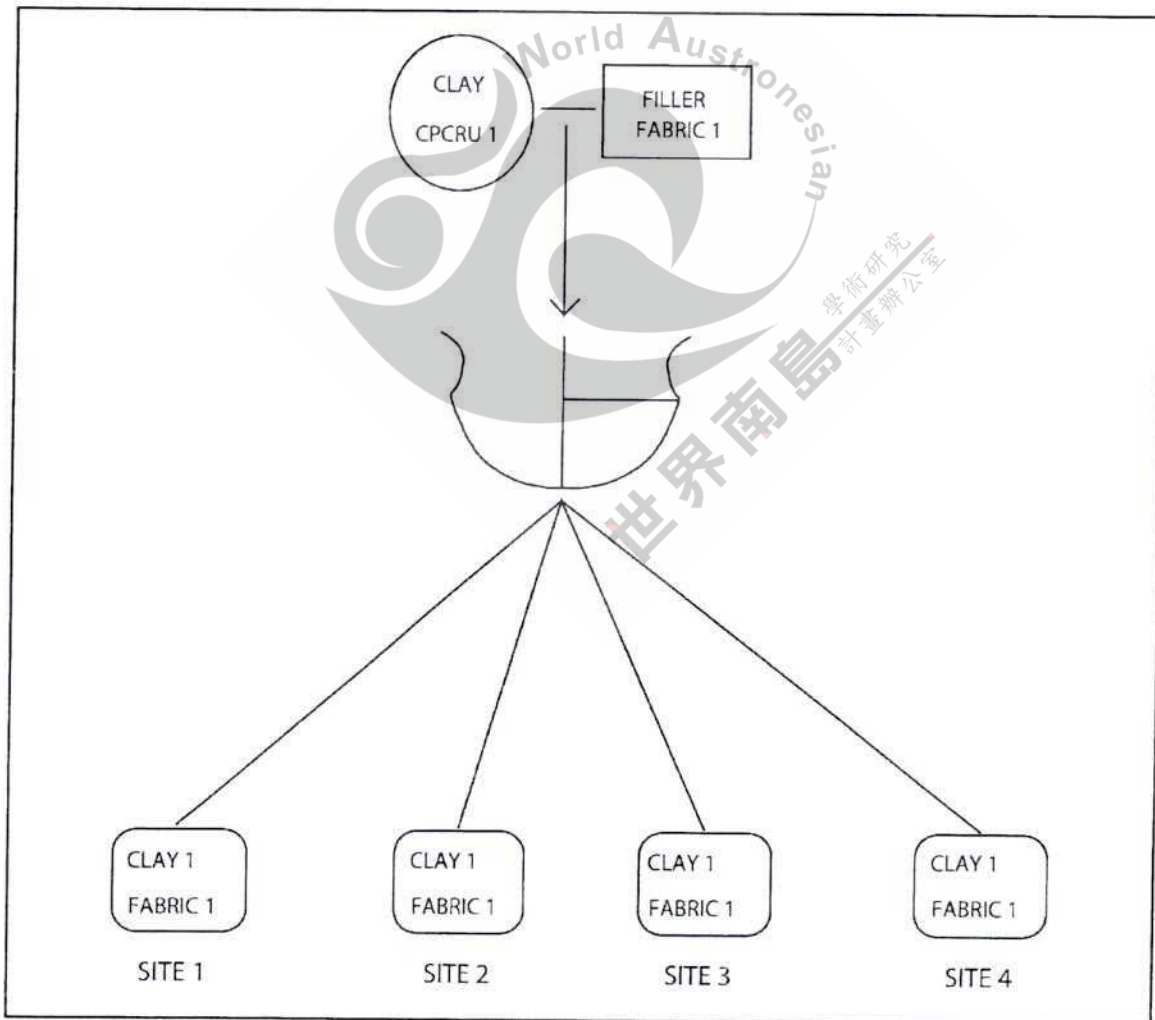 World Austronesian
CLAY
CPCRU 1
FILLER
FABRIC 1
學術研究
計畫辦公室
世界南島
CLAY 1
FABRIC 1
CLAY 1
FABRIC 1
CLAY 1
FABRIC 1
CLAY 1
FABRIC 1
SITE 1
SITE 2
SITE 3
SITE 4